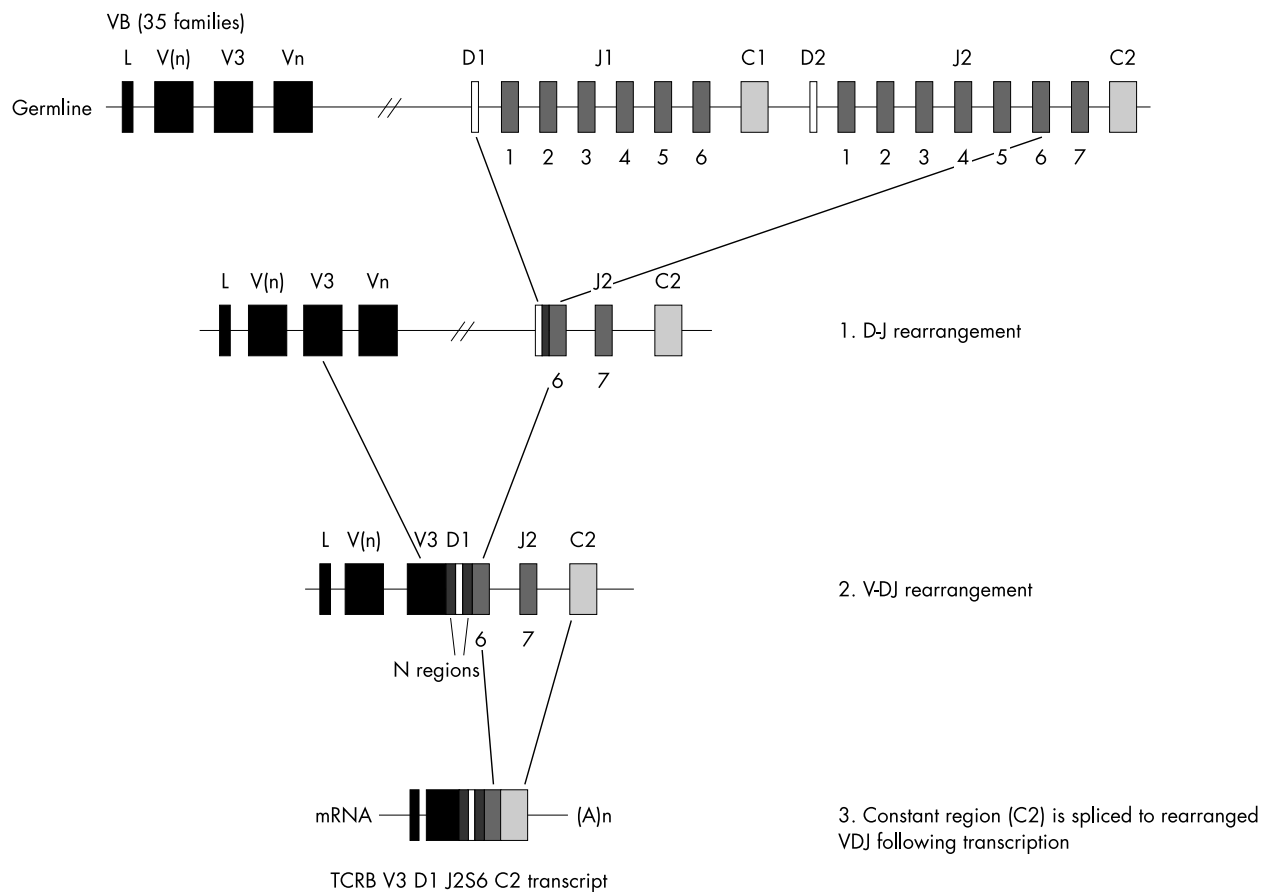 VB (35 families)
L V(n) V3 Vn D1 J1 C1 D2 J2 C2
Germline
1 2 3 4 5 6 1 2 3 4 5 6 7
L V(n) V3 Vn J2 C2
1. D-J rearrangement
6 7
L V(n) V3 D1 J2 C2
2. V-DJ rearrangement
6 7
N regions
mRNA (A)n
3. Constant region (C2) is spliced to rearranged
VDJ following transcription
TCRB V3 D1 J2S6 C2 transcript